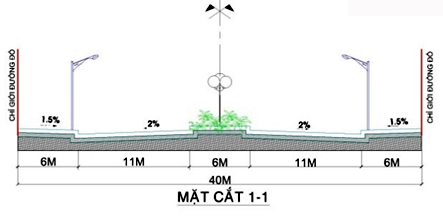 CHỈ GIỚI ĐƯỜNG ĐỎ
CHỈ GIỚI ĐƯỜNG ĐỎ
1.5% 2% 2% 1.5%
6M 11M 6M 11M 6M
40M
MẶT CẮT 1-1